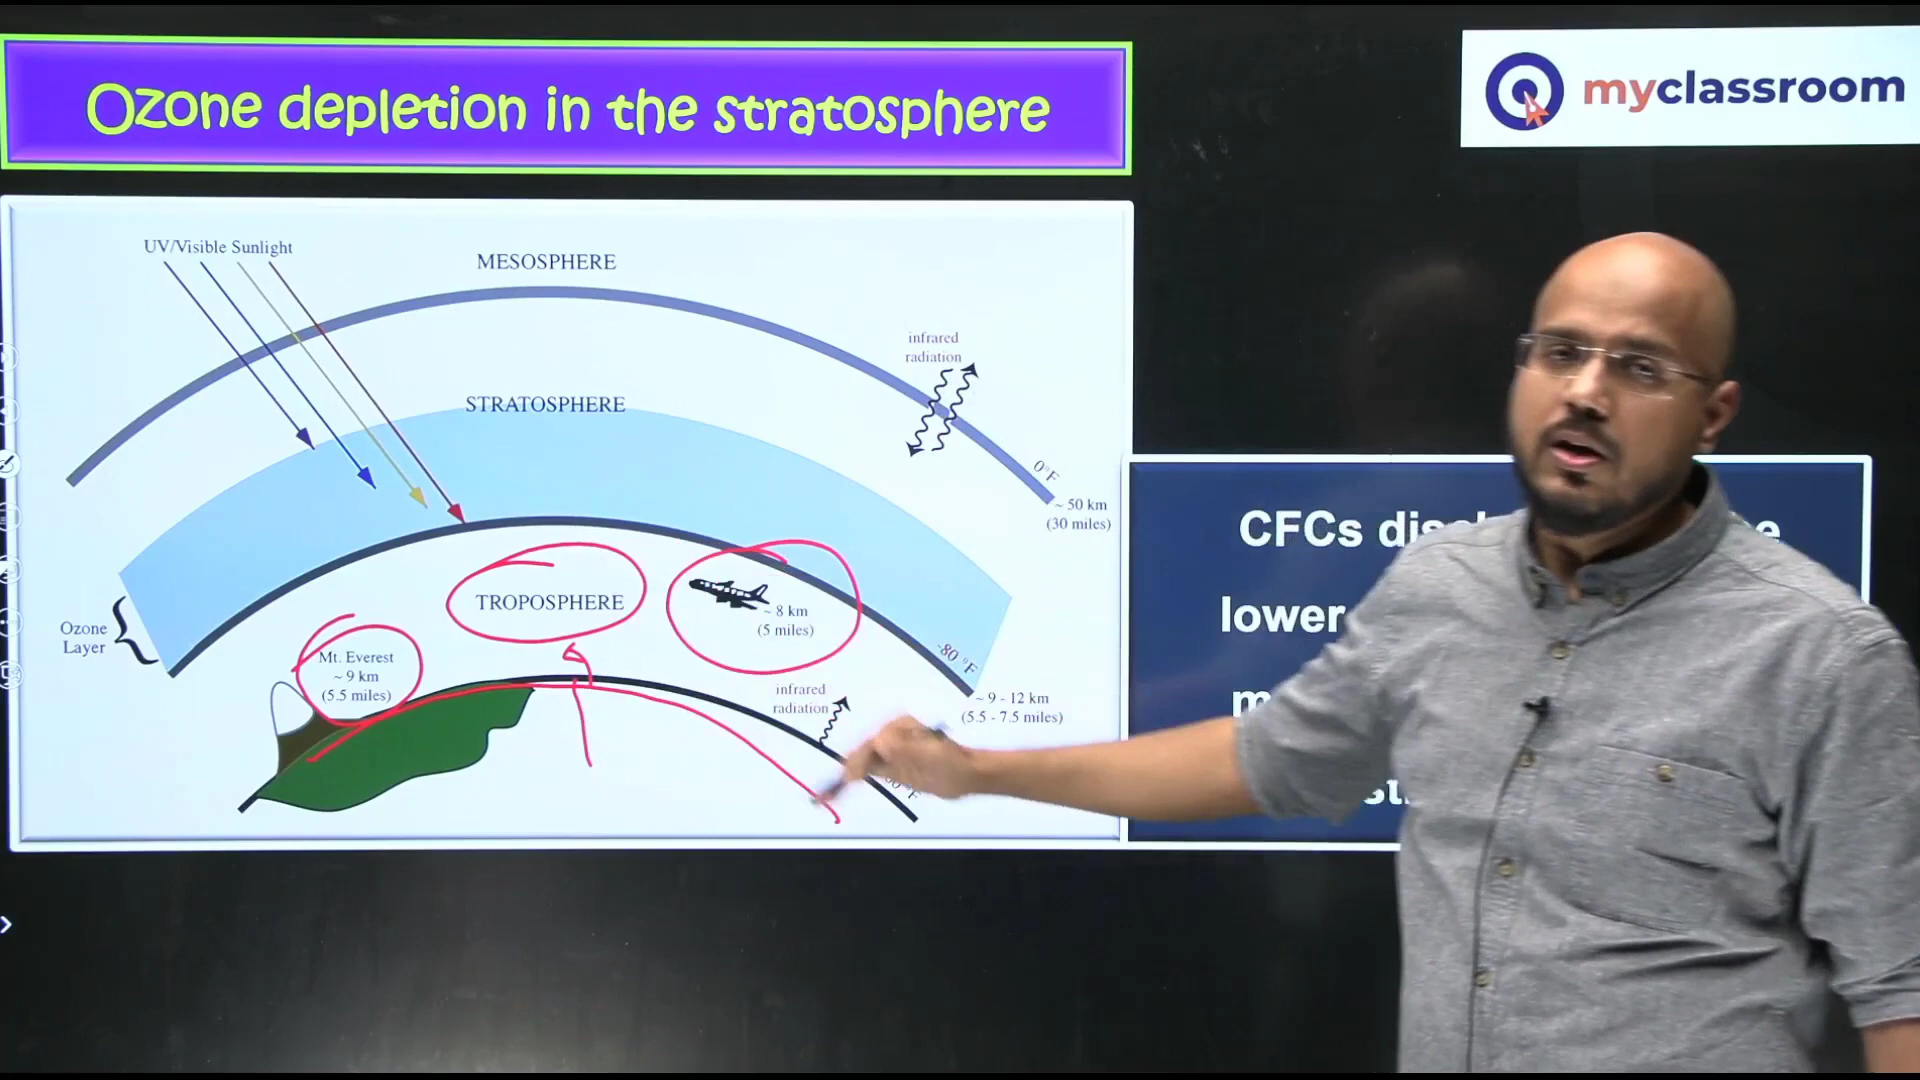 Ozone depletion in the stratosphere
myclassroom
UV/Visible Sunlight
MESOSPHERE
infrared
radiation
STRATOSPHERE
0°F
~ 50 km
(30 miles)
CFCs
lower
TROPOSPHERE
~ 8 km
(5 miles)
Ozone
Layer
Mt. Everest
~ 9 km
(5.5 miles)
-80 °F
~ 9 - 12 km
(5.5 - 7.5 miles)
infrared
radiation